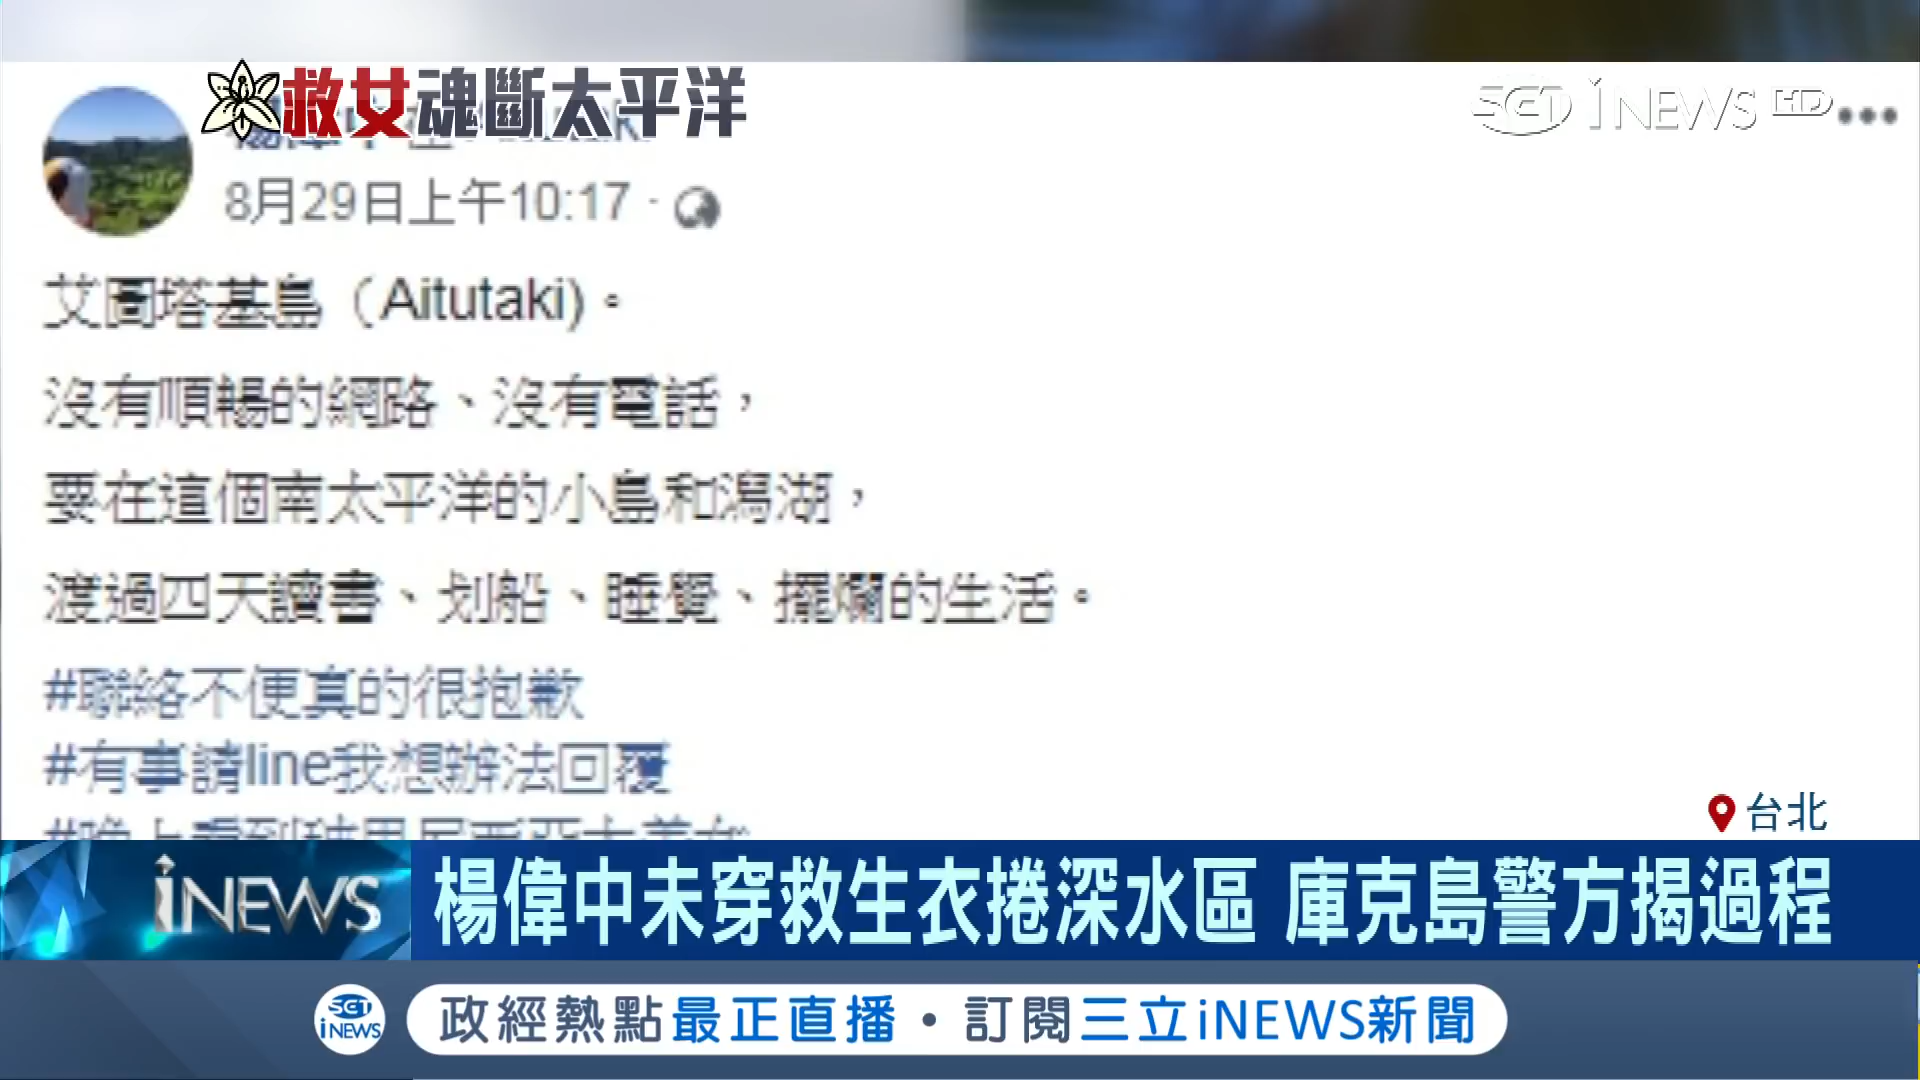 救女魂斷太平洋
SET iNEWS HD
8月29日上午10:17
艾圖塔基島（Aitutaki)。
沒有順暢的網路、沒有電話，
要在這個南太平洋的小島和潟湖，
渡過四天讀書、划船、睡覺、擺爛的生活。
#聯絡不便真的很抱歉
#有事請line我想辦法回覆
台北
iNEWS
楊偉中未穿救生衣捲深水區 庫克島警方揭過程
SET iNEWS
政經熱點最正直播・訂閱三立iNEWS新聞